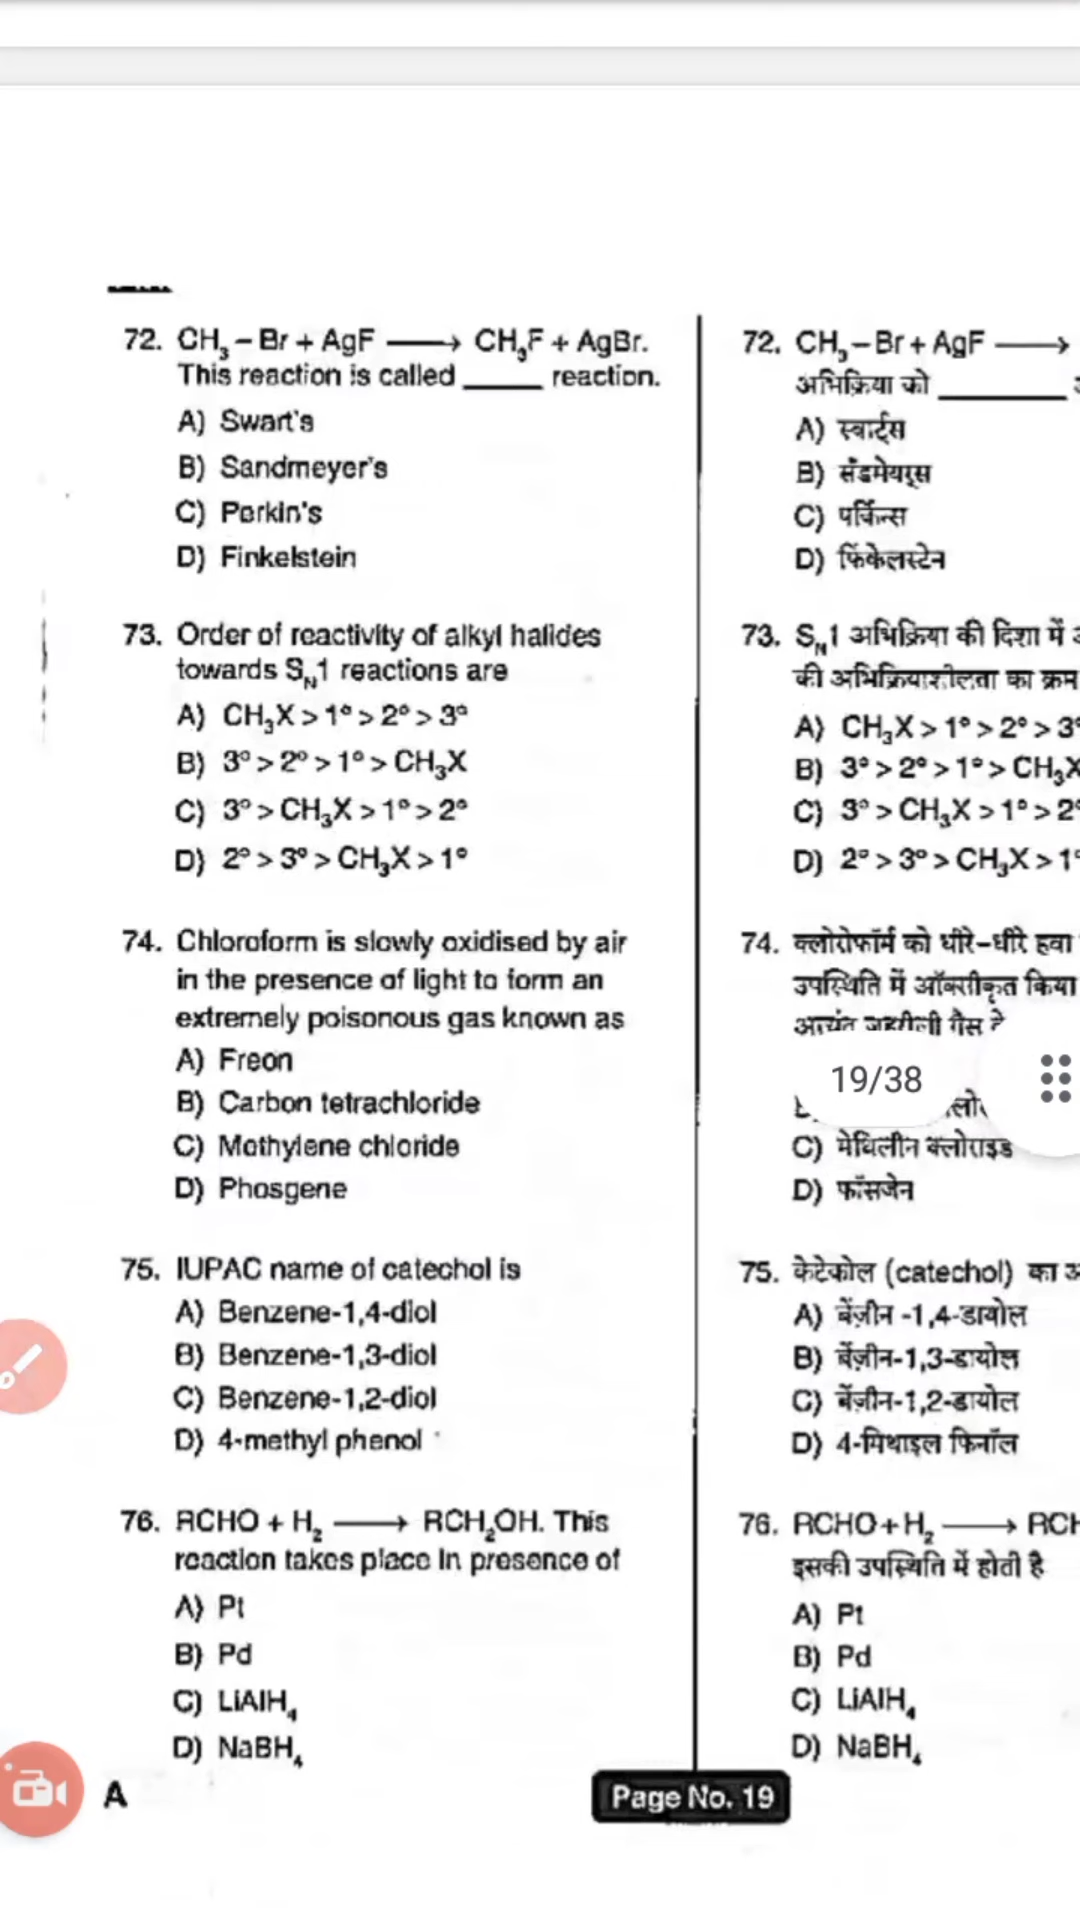 72. CH₃ – Br + AgF ⟶ CH₃F + AgBr.
This reaction is called ____ reaction.
A) Swart's
B) Sandmeyer's
C) Perkin's
D) Finkelstein
73. Order of reactivity of alkyl halides
towards S_N1 reactions are
A) CH₃X > 1° > 2° > 3°
B) 3° > 2° > 1° > CH₃X
C) 3° > CH₃X > 1° > 2°
D) 2° > 3° > CH₃X > 1°
74. Chloroform is slowly oxidised by air
in the presence of light to form an
extremely poisonous gas known as
A) Freon
B) Carbon tetrachloride
C) Methylene chloride
D) Phosgene
75. IUPAC name of catechol is
A) Benzene-1,4-diol
B) Benzene-1,3-diol
C) Benzene-1,2-diol
D) 4-methyl phenol
76. RCHO + H₂ ⟶ RCH₂OH. This
reaction takes place in presence of
A) Pt
B) Pd
C) LiAlH₄
D) NaBH₄
72. CH₃ – Br + AgF ⟶
अभिक्रिया को ____
A) स्वार्ट्स
B) सँडमेयर्स
C) पर्किन्स
D) फिंकेलस्टेन
73. S_N1 अभिक्रिया की दिशा में
की अभिक्रियाशीलता का क्रम
A) CH₃X > 1° > 2° > 3°
B) 3° > 2° > 1° > CH₃X
C) 3° > CH₃X > 1° > 2°
D) 2° > 3° > CH₃X > 1°
74. क्लोरोफॉर्म को धीरे-धीरे हवा
उपस्थिति में ऑक्सीकृत किया
अत्यंत जहरीली गैस
19/38
C) मेथिलीन क्लोराइड
D) फॉसजेन
75. केटेकोल (catechol) का
A) बेंज़ीन -1,4-डायोल
B) बेंज़ीन-1,3-डायोल
C) बेंज़ीन-1,2-डायोल
D) 4-मिथाइल फिनॉल
76. RCHO + H₂ ⟶ RCH
इसकी उपस्थिति में होती है
A) Pt
B) Pd
C) LiAlH₄
D) NaBH₄
A
Page No. 19